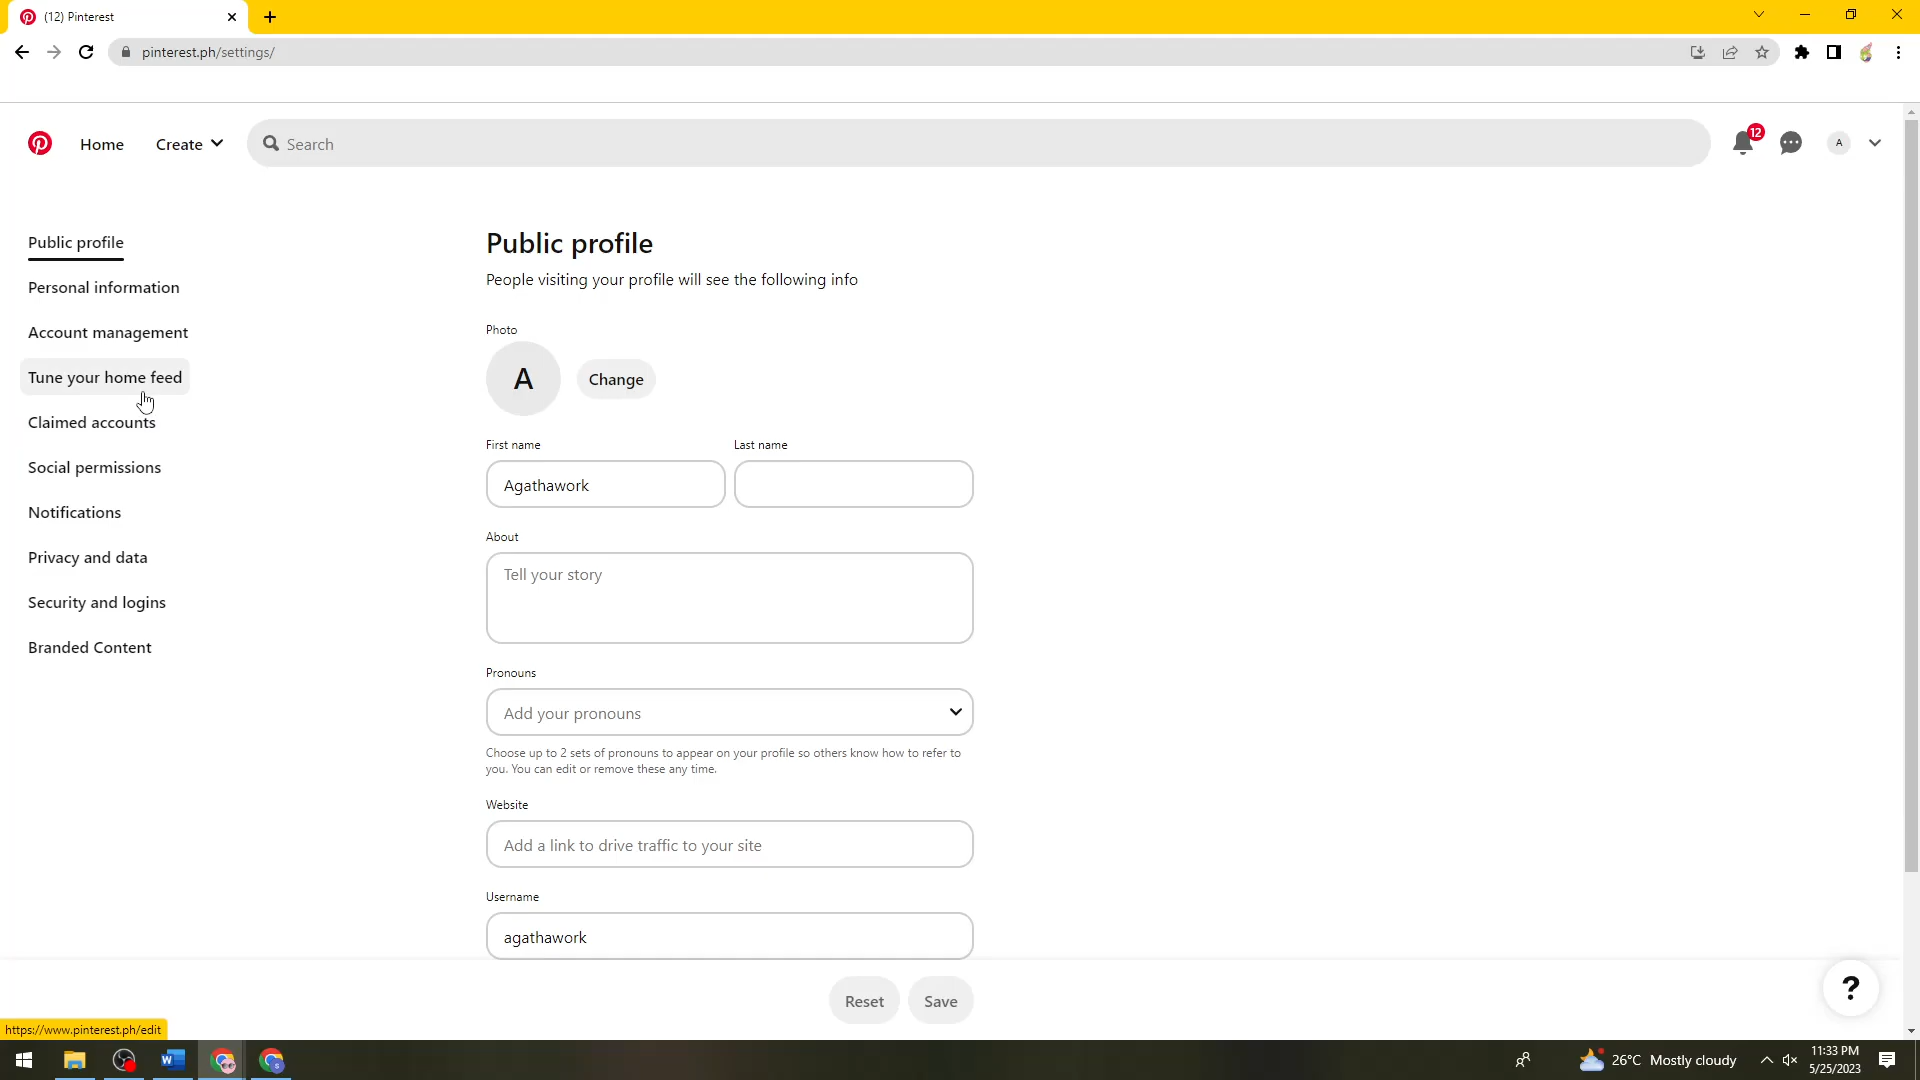 (12) Pinterest
pinterest.ph/settings/
Home
Create
Search
12
A
Public profile
Personal information
Account management
Tune your home feed
Claimed accounts
Social permissions
Notifications
Privacy and data
Security and logins
Branded Content
Public profile
People visiting your profile will see the following info
Photo
A
Change
First name
Last name
Agathawork
About
Tell your story
Pronouns
Add your pronouns
Choose up to 2 sets of pronouns to appear on your profile so others know how to refer to
you. You can edit or remove these any time.
Website
Add a link to drive traffic to your site
Username
agathawork
Reset
Save
?
https://www.pinterest.ph/edit
26°C Mostly cloudy
11:33 PM
5/25/2023